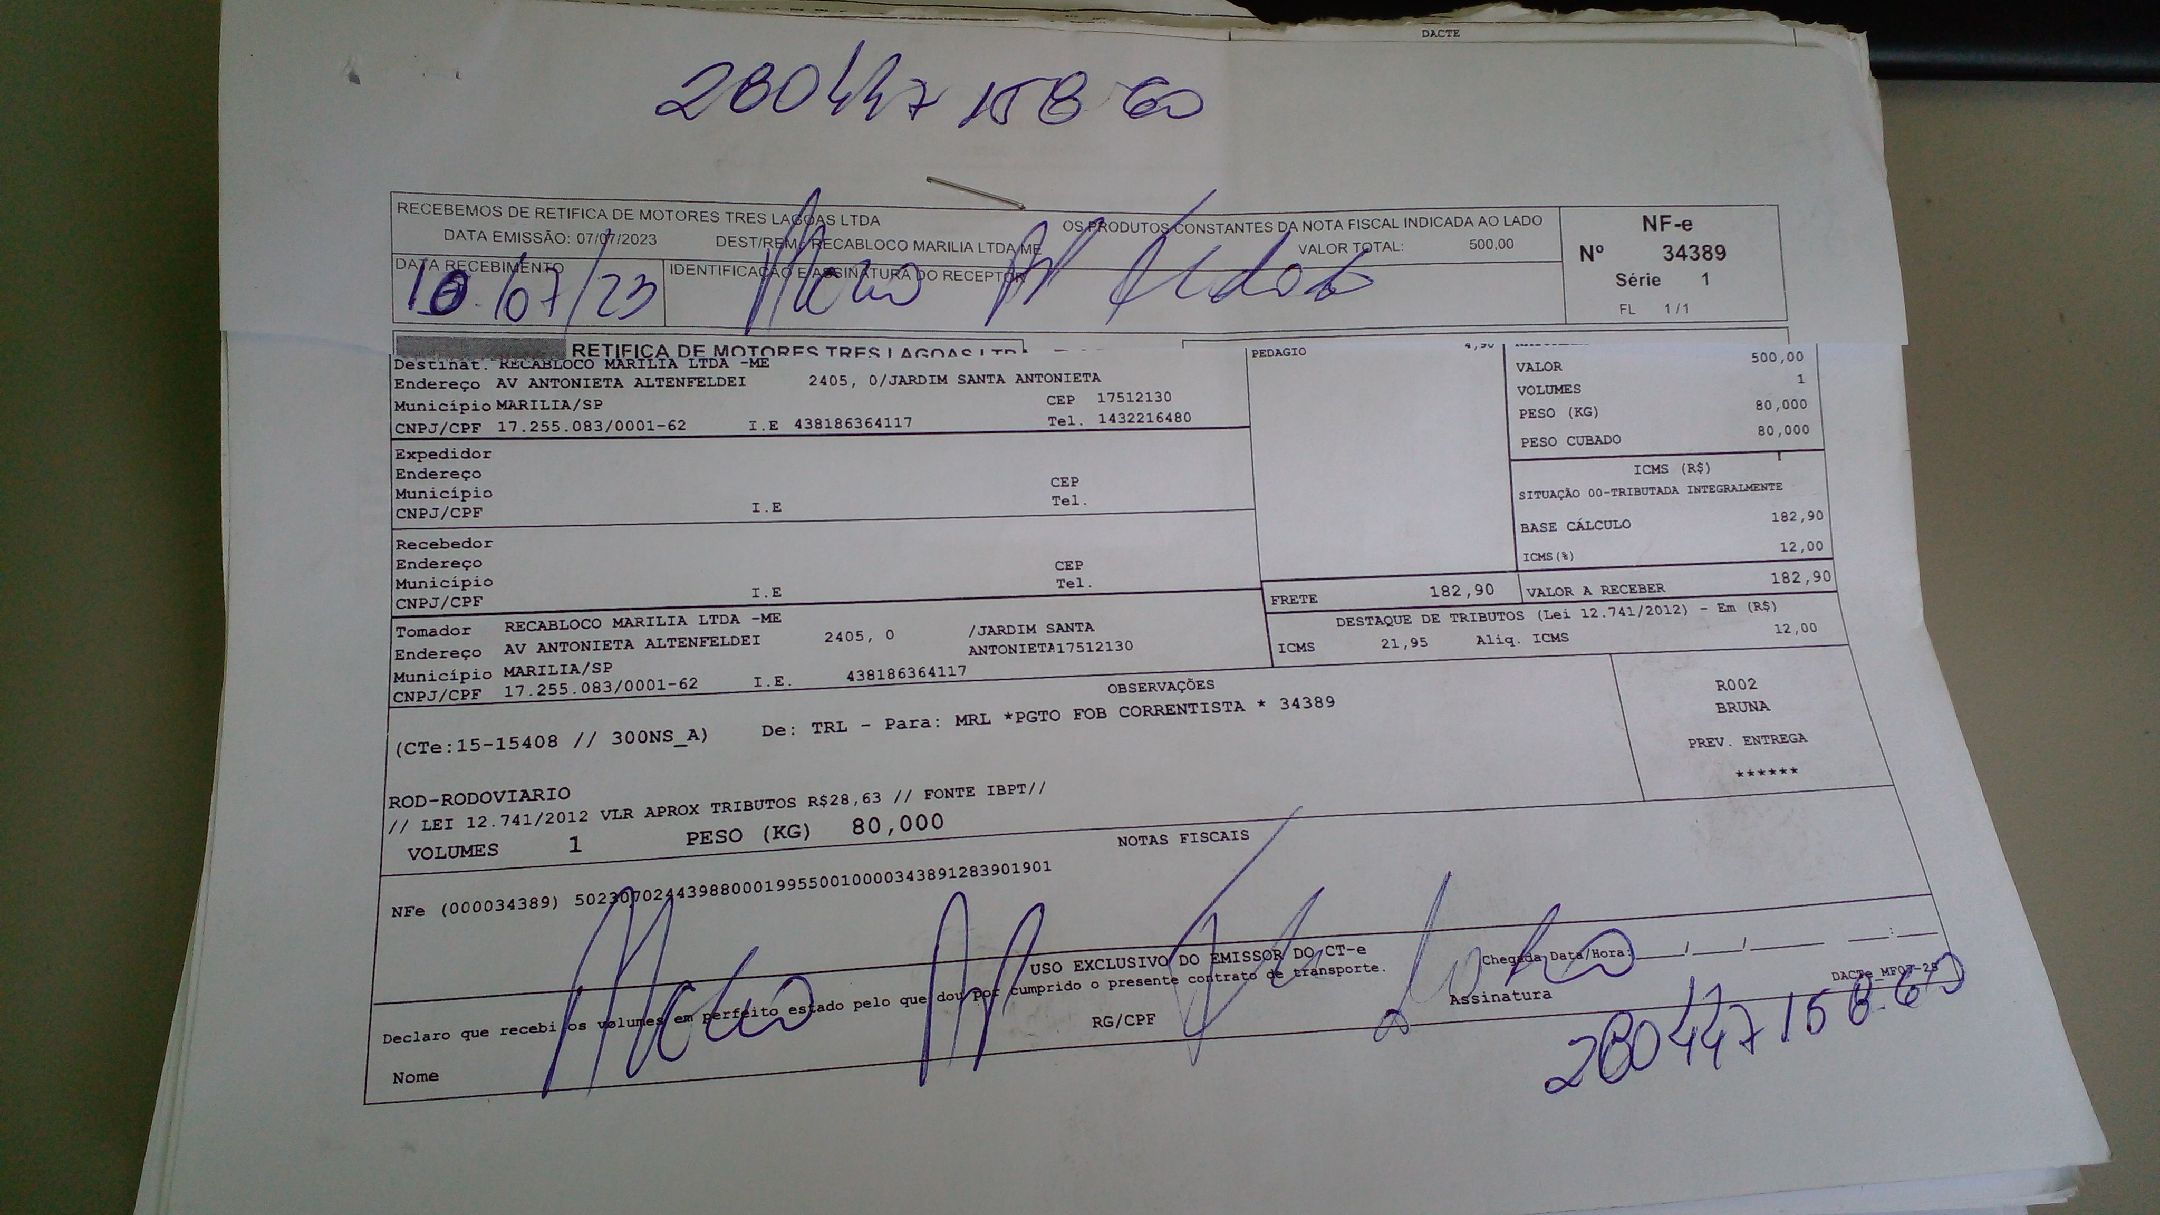 DACTE
280447158 60
RECEBEMOS DE RETIFICA DE MOTORES TRES LAGOAS LTDA OS PRODUTOS CONSTANTES DA NOTA FISCAL INDICADA AO LADO
DATA EMISSÃO: 07/07/2023 DEST/REM: RECABLOCO MARILIA LTDA ME VALOR TOTAL: 500,00
DATA RECEBIMENTO IDENTIFICAÇÃO E ASSINATURA DO RECEPTOR
10/07/23
NF-e
Nº 34389
Série 1
FL 1/1
RETIFICA DE MOTORES TRES LAGOAS LTDA
Destinat. RECABLOCO MARILIA LTDA -ME
Endereço AV ANTONIETA ALTENFELDEI 2405, 0/JARDIM SANTA ANTONIETA
Município MARILIA/SP CEP 17512130
CNPJ/CPF 17.255.083/0001-62 I.E 438186364117 Tel. 1432216480
Expedidor
Endereço
Município CEP
CNPJ/CPF I.E Tel.
Recebedor
Endereço
Município CEP
CNPJ/CPF I.E Tel.
Tomador RECABLOCO MARILIA LTDA -ME
Endereço AV ANTONIETA ALTENFELDEI 2405, 0 /JARDIM SANTA
ANTONIETA17512130
Município MARILIA/SP
CNPJ/CPF 17.255.083/0001-62 I.E. 438186364117
PEDAGIO 4,90
VALOR 500,00
VOLUMES 1
PESO (KG) 80,000
PESO CUBADO 80,000
ICMS (R$)
SITUAÇÃO 00-TRIBUTADA INTEGRALMENTE
BASE CÁLCULO 182,90
ICMS(%) 12,00
FRETE 182,90 VALOR A RECEBER 182,90
DESTAQUE DE TRIBUTOS (Lei 12.741/2012) - Em (R$)
ICMS 21,95 Aliq. ICMS 12,00
OBSERVAÇÕES
(CTe:15-15408 // 300NS_A) De: TRL - Para: MRL *PGTO FOB CORRENTISTA * 34389
ROD-RODOVIARIO
// LEI 12.741/2012 VLR APROX TRIBUTOS R$28,63 // FONTE IBPT//
VOLUMES 1 PESO (KG) 80,000
R002
BRUNA
PREV. ENTREGA
******
NOTAS FISCAIS
NFe (000034389) 50230702443988000199550010000343891283901901
USO EXCLUSIVO DO EMISSOR DO CT-e
Chegada Data/Hora:___/___/____ __:__
Declaro que recebi os volumes em perfeito estado pelo que dou por cumprido o presente contrato de transporte.
Nome RG/CPF Assinatura
280447158.60